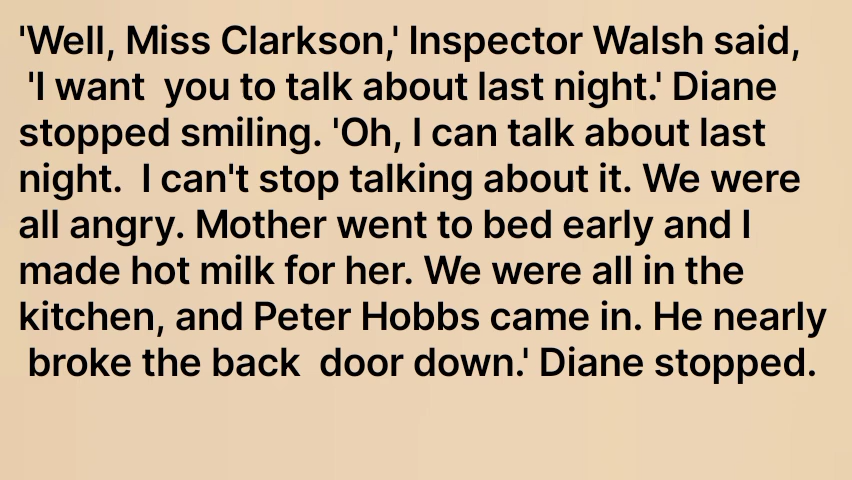 'Well, Miss Clarkson,' Inspector Walsh said,
'I want  you to talk about last night.' Diane
stopped smiling. 'Oh, I can talk about last
night.  I can't stop talking about it. We were
all angry. Mother went to bed early and I
made hot milk for her. We were all in the
kitchen, and Peter Hobbs came in. He nearly
broke the back  door down.' Diane stopped.